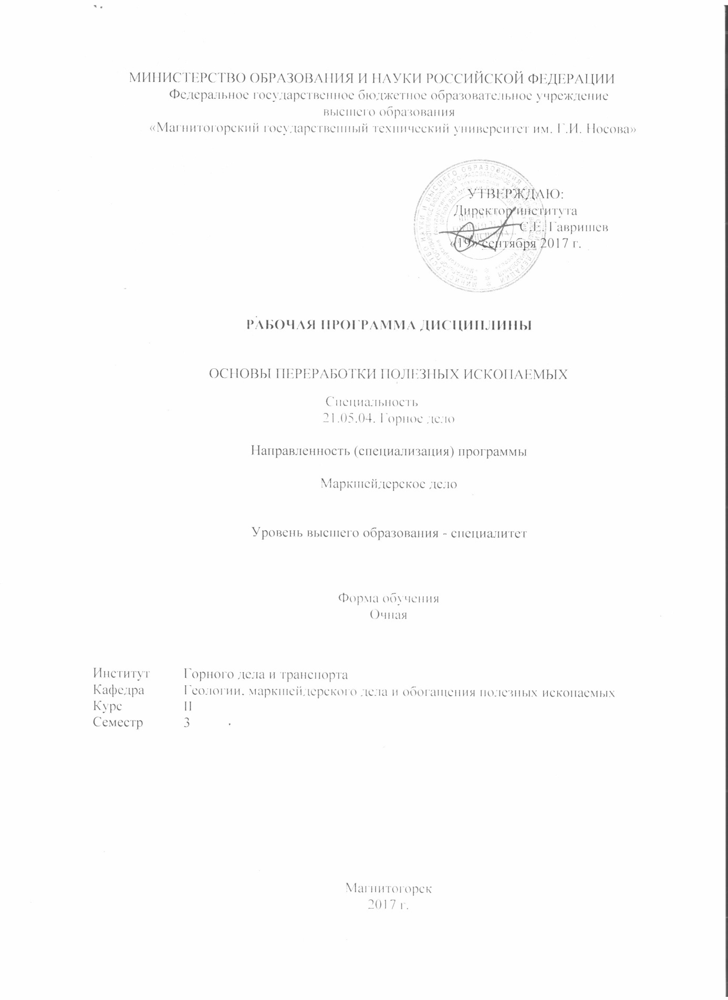 МИНИСТЕРСТВО ОБРАЗОВАНИЯ И НАУКИ РОССИЙСКОЙ ФЕДЕРАЦИИ
Федеральное государственное бюджетное образовательное учреждение
высшего образования
«Магнитогорский государственный технический университет им. Г.И. Носова»
УТВЕРЖДАЮ:
Директор института
С.Е. Гавришев
«19» сентября 2017 г.
РАБОЧАЯ ПРОГРАММА ДИСЦИПЛИНЫ
ОСНОВЫ ПЕРЕРАБОТКИ ПОЛЕЗНЫХ ИСКОПАЕМЫХ
Специальность
21.05.04. Горное дело
Направленность (специализация) программы
Маркшейдерское дело
Уровень высшего образования - специалитет
Форма обучения
Очная
Институт Горного дела и транспорта
Кафедра Геологии, маркшейдерского дела и обогащения полезных ископаемых
Курс II
Семестр 3
Магнитогорск
2017 г.